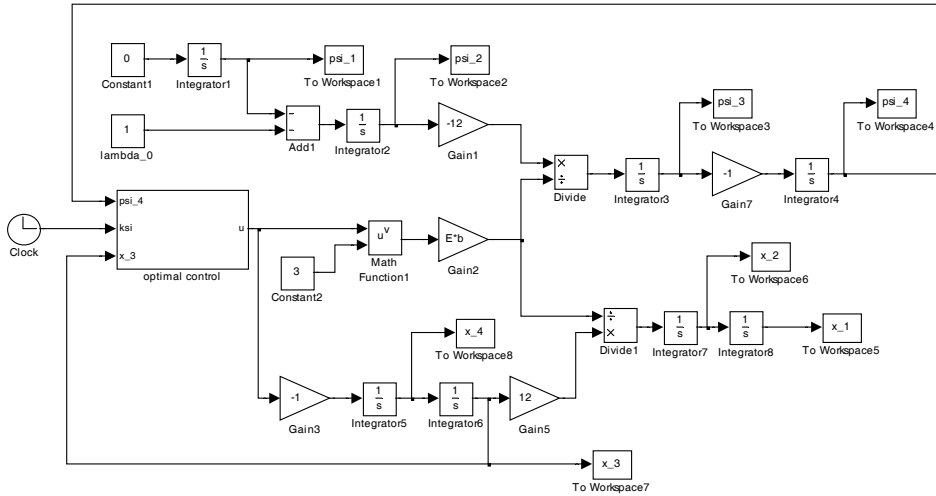 0
Constant1
1
s
Integrator1
psi_1
To Workspace1
psi_2
To Workspace2
1
lambda_0
−
−
Add1
1
s
Integrator2
-12
Gain1
×
÷
Divide
1
s
Integrator3
psi_3
To Workspace3
-1
Gain7
1
s
Integrator4
psi_4
To Workspace4
Clock
psi_4
ksi
x_3
u
optimal control
3
Constant2
u^v
Math
Function1
E*b
Gain2
÷
×
Divide1
1
s
Integrator7
x_2
To Workspace6
1
s
Integrator8
x_1
To Workspace5
-1
Gain3
1
s
Integrator5
x_4
To Workspace8
1
s
Integrator6
12
Gain5
x_3
To Workspace7